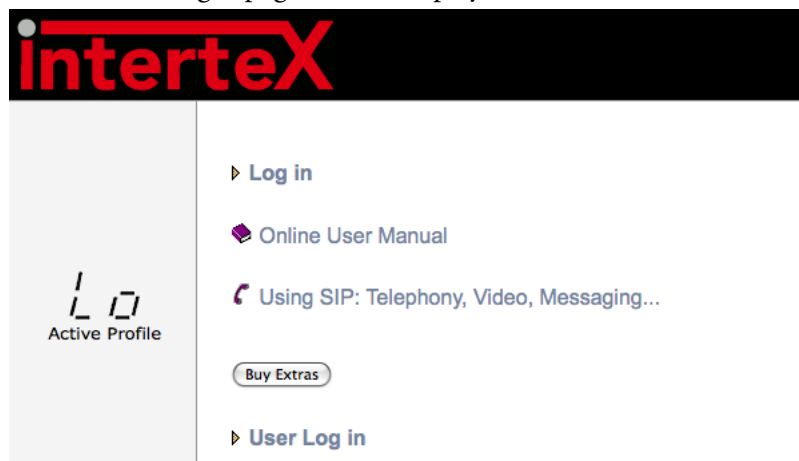 interteX
Log in
Online User Manual
Using SIP: Telephony, Video, Messaging...
Lo
Active Profile
Buy Extras
User Log in